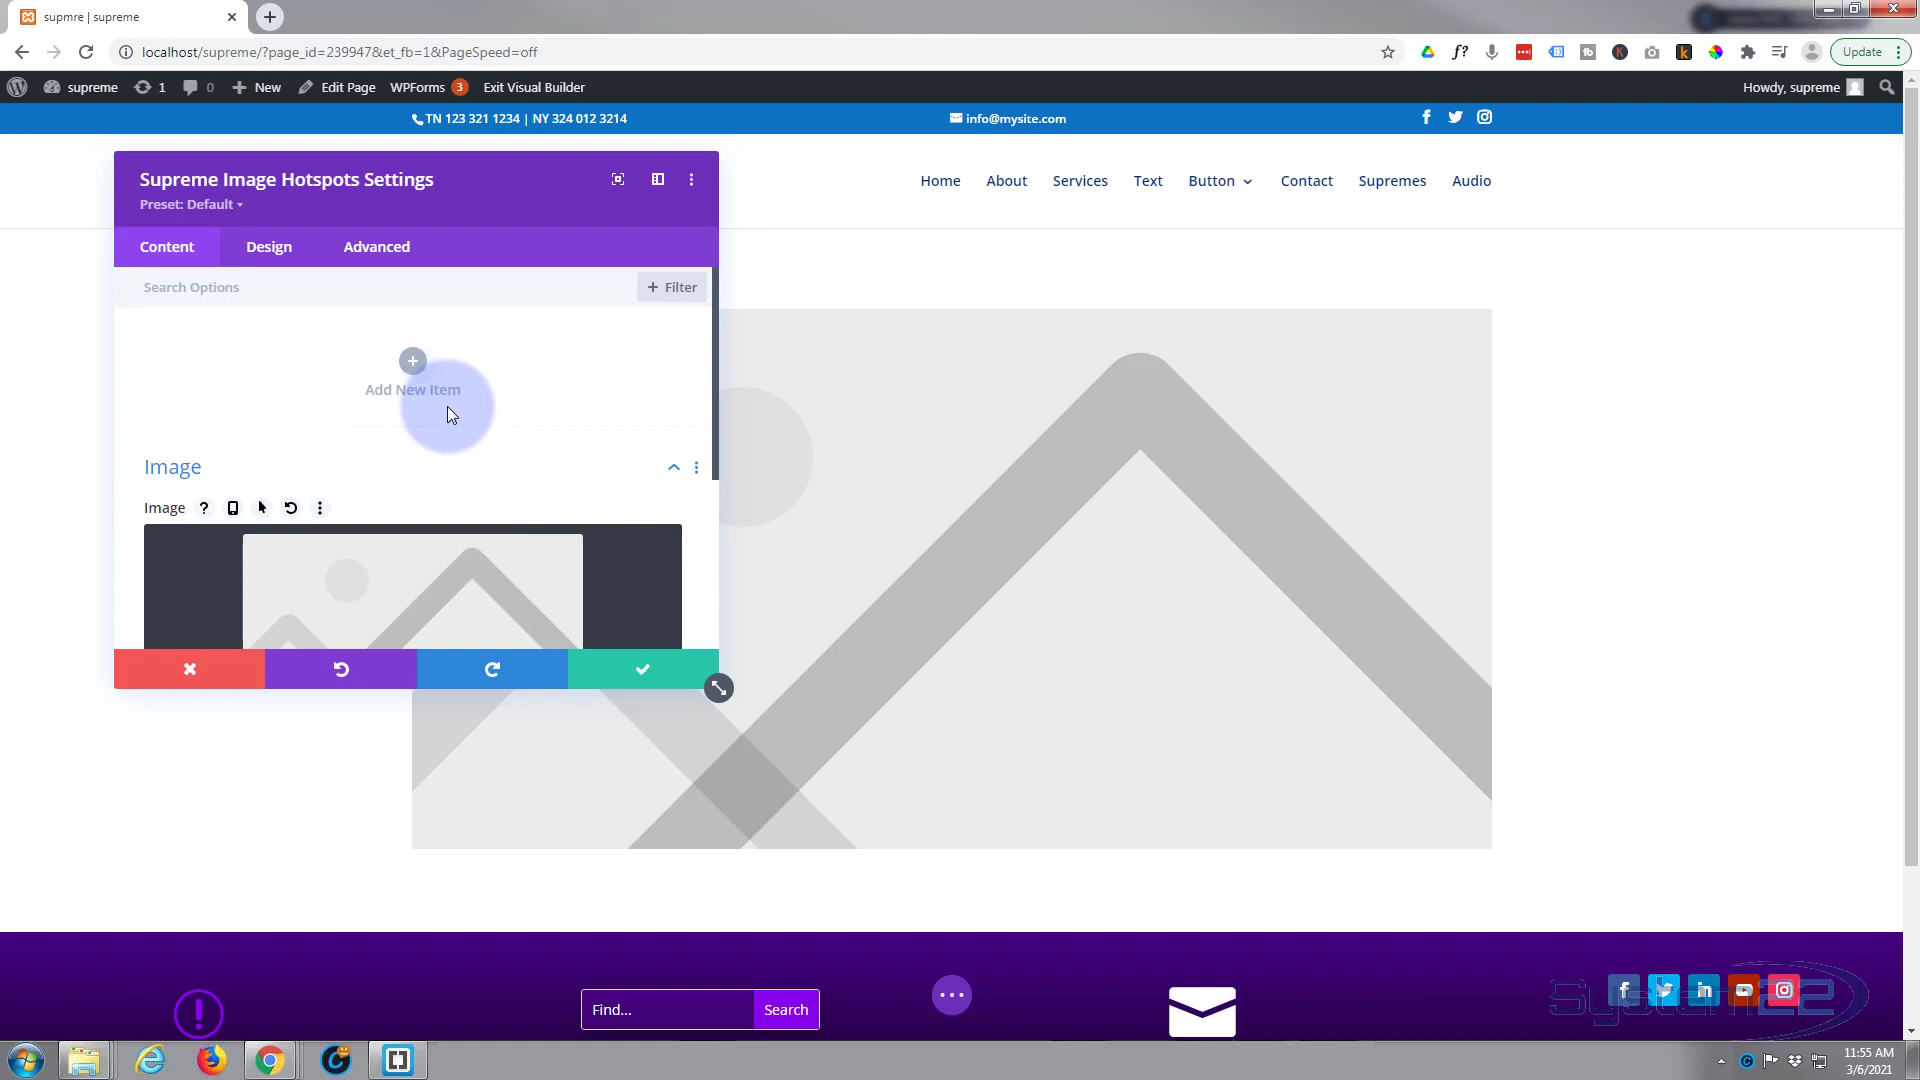 supmre | supreme
localhost/supreme/?page_id=239947&et_fb=1&PageSpeed=off
f?
Update
supreme
1
0
New
Edit Page
WPForms 3
Exit Visual Builder
Howdy, supreme
TN 123 321 1234 | NY 324 012 3214
info@mysite.com
Supreme Image Hotspots Settings
Preset: Default
Home
About
Services
Text
Button
Contact
Supremes
Audio
Content
Design
Advanced
Search Options
+ Filter
Add New Item
Image
Image
Find...
Search
System22
11:55 AM
3/6/2021